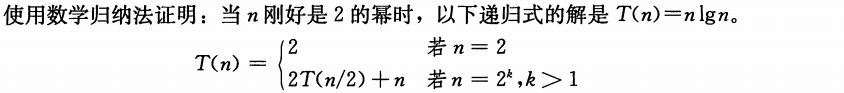 使用数学归纳法证明：当 n 刚好是 2 的幂时，以下递归式的解是 T(n)=n lgn。
T(n) = {2 若 n = 2
2T(n/2) + n 若 n = 2^k, k > 1